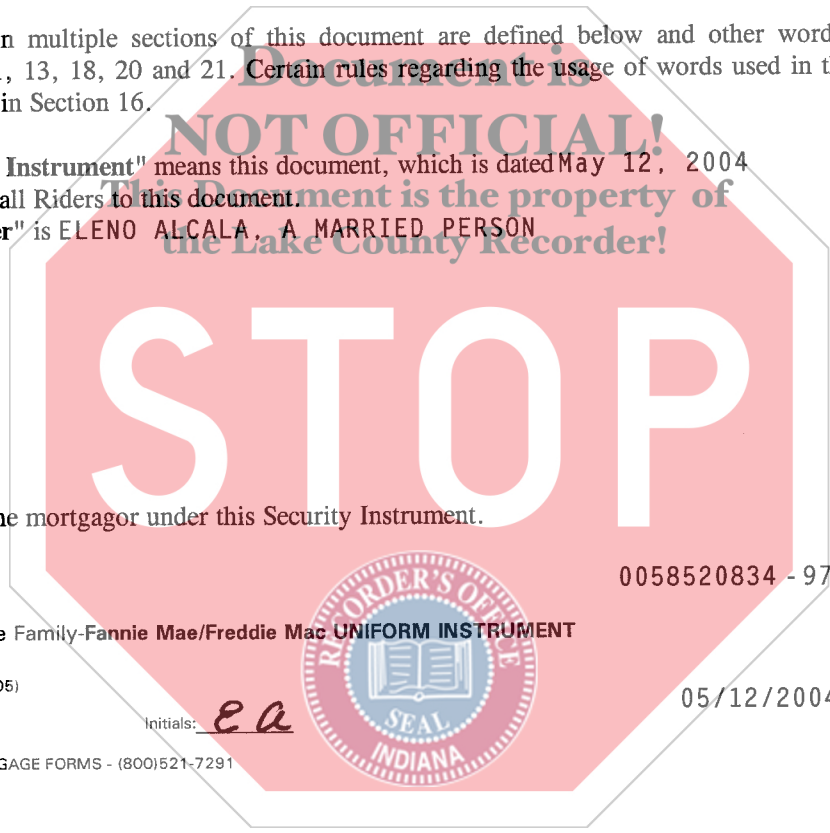 n multiple sections of this document are defined below and other word
, 13, 18, 20 and 21. Certain rules regarding the usage of words used in t
in Section 16.
Document is
NOT OFFICIAL!
Instrument" means this document, which is dated May 12, 2004
all Riders to this document.
This Document is the property of
r" is ELENO ALCALA, A MARRIED PERSON
the Lake County Recorder!
STOP
e mortgagor under this Security Instrument.
0058520834 - 97
RECORDER'S OFFICE
e Family-Fannie Mae/Freddie Mac UNIFORM INSTRUMENT
05)
05/12/2004
Initials: ea
SEAL
INDIANA
GAGE FORMS - (800)521-7291